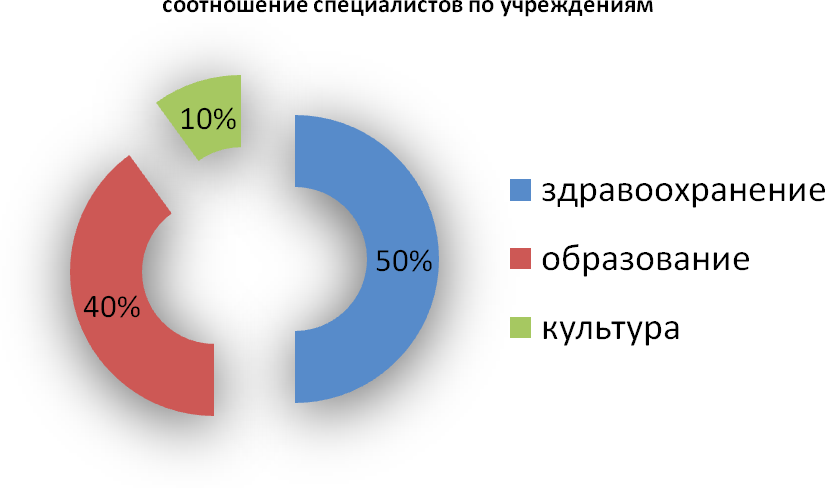 соотношение специалистов по учреждениям
10%
50%
40%
здравоохранение
образование
культура